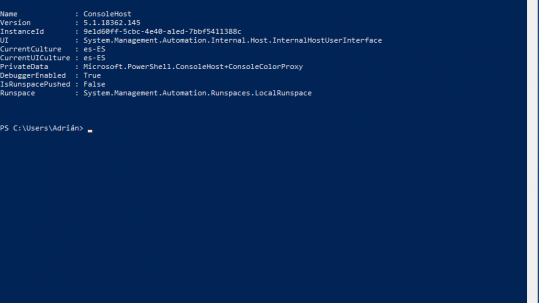 Name             : ConsoleHost
Version          : 5.1.18362.145
InstanceId       : 9e1d60ff-5cbc-4e40-a1ed-7bbf5411388c
UI               : System.Management.Automation.Internal.Host.InternalHostUserInterface
CurrentCulture   : es-ES
CurrentUICulture : es-ES
PrivateData      : Microsoft.PowerShell.ConsoleHost+ConsoleColorProxy
DebuggerEnabled  : True
IsRunspacePushed : False
Runspace         : System.Management.Automation.Runspaces.LocalRunspace
PS C:\Users\Adrián>